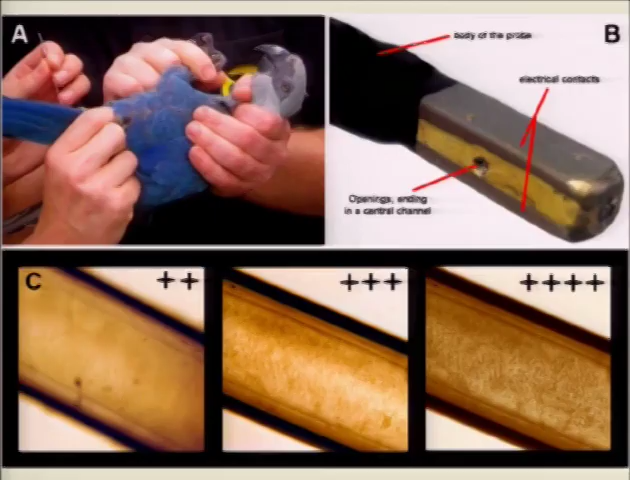 A
B
body of the probe
electrical contacts
Openings, ending
in a central channel
C
++
+++
++++